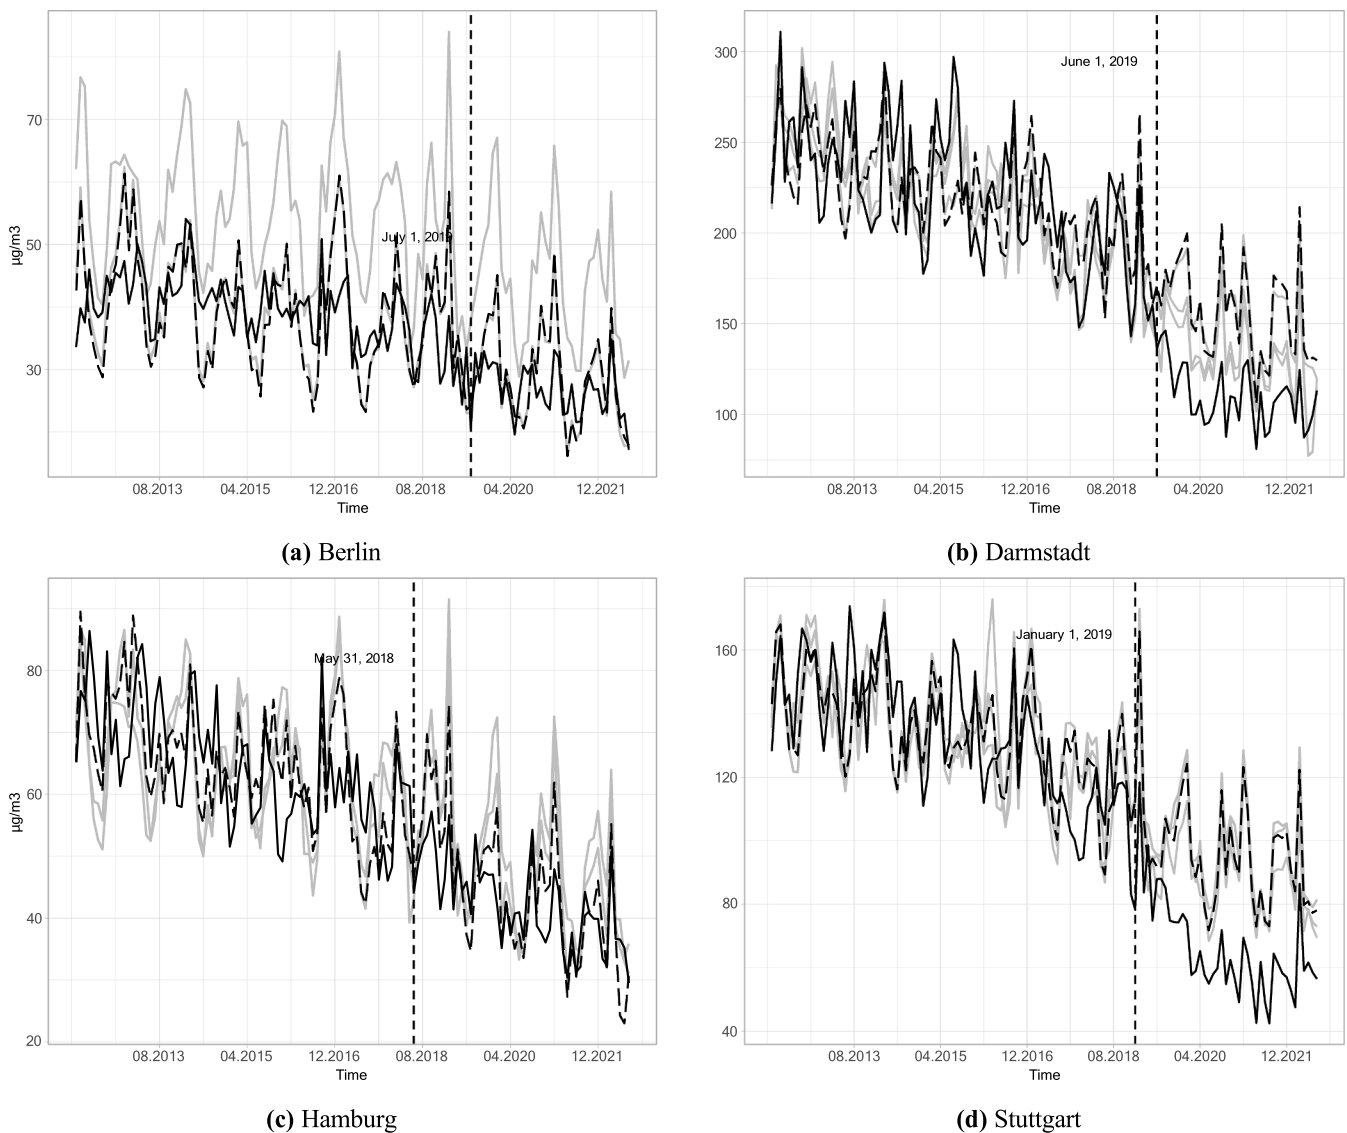 µg/m3
70
50
30
July 1, 2019
08.2013 04.2015 12.2016 08.2018 04.2020 12.2021
Time
(a) Berlin
300
250
200
150
100
June 1, 2019
08.2013 04.2015 12.2016 08.2018 04.2020 12.2021
Time
(b) Darmstadt
µg/m3
80
60
40
20
May 31, 2018
08.2013 04.2015 12.2016 08.2018 04.2020 12.2021
Time
(c) Hamburg
160
120
80
40
January 1, 2019
08.2013 04.2015 12.2016 08.2018 04.2020 12.2021
Time
(d) Stuttgart